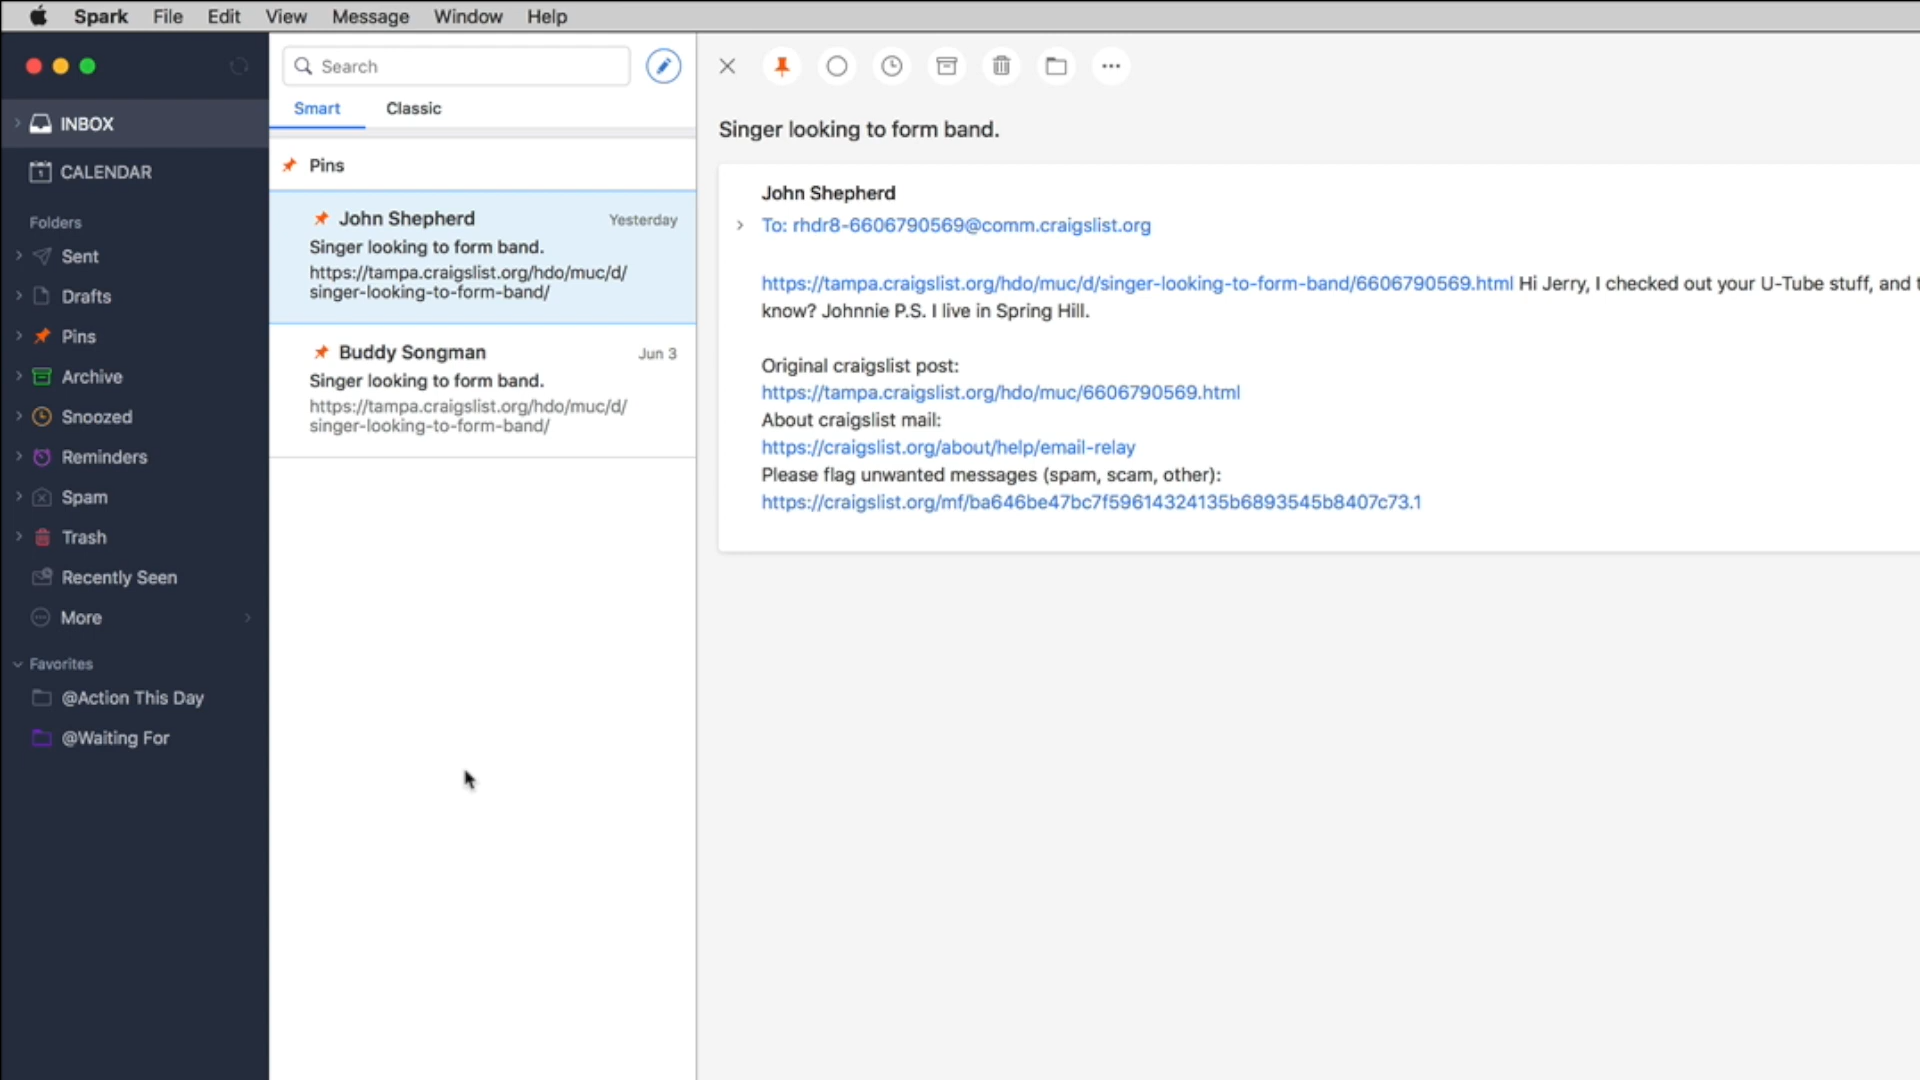 Spark File Edit View Message Window Help
Search
Smart Classic
INBOX
CALENDAR
Folders
Sent
Drafts
Pins
Archive
Snoozed
Reminders
Spam
Trash
Recently Seen
More
Favorites
@Action This Day
@Waiting For
Pins
John Shepherd Yesterday
Singer looking to form band.
https://tampa.craigslist.org/hdo/muc/d/
singer-looking-to-form-band/
Buddy Songman Jun 3
Singer looking to form band.
https://tampa.craigslist.org/hdo/muc/d/
singer-looking-to-form-band/
Singer looking to form band.
John Shepherd
To: rhdr8-6606790569@comm.craigslist.org
https://tampa.craigslist.org/hdo/muc/d/singer-looking-to-form-band/6606790569.html Hi Jerry, I checked out your U-Tube stuff, and
know? Johnnie P.S. I live in Spring Hill.
Original craigslist post:
https://tampa.craigslist.org/hdo/muc/6606790569.html
About craigslist mail:
https://craigslist.org/about/help/email-relay
Please flag unwanted messages (spam, scam, other):
https://craigslist.org/mf/ba646be47bc7f59614324135b6893545b8407c73.1